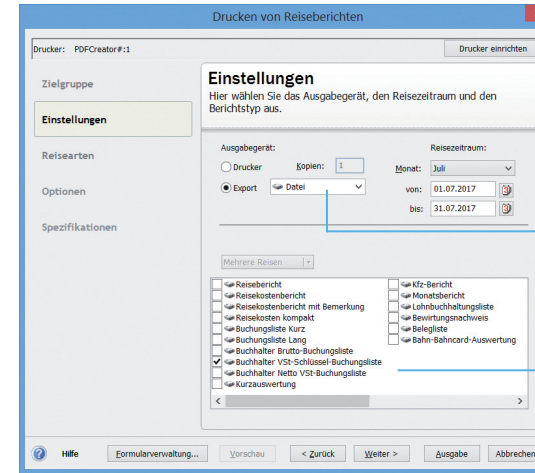 Drucken von Reiseberichten
Drucker: PDFCreator#:1
Drucker einrichten
Zielgruppe
Einstellungen
Reisearten
Optionen
Spezifikationen
Einstellungen
Hier wählen Sie das Ausgabegerät, den Reisezeitraum und den
Berichtstyp aus.
Ausgabegerät:
Drucker Kopien: 1
Export Datei
Reisezeitraum:
Monat: Juli
von: 01.07.2017
bis: 31.07.2017
Mehrere Reisen
Reisebericht
Reisekostenbericht
Reisekostenbericht mit Bemerkung
Reisekosten kompakt
Buchungsliste Kurz
Buchungsliste Lang
Buchhalter Brutto-Buchungsliste
Buchhalter VSt-Schlüssel-Buchungsliste
Buchhalter Netto VSt-Buchungsliste
Kurzauswertung
Kfz-Bericht
Monatsbericht
Lohnbuchhaltungsliste
Bewirtungsnachweis
Belegliste
Bahn-Bahncard-Auswertung
Hilfe Formularverwaltung... Vorschau < Zurück Weiter > Ausgabe Abbrechen